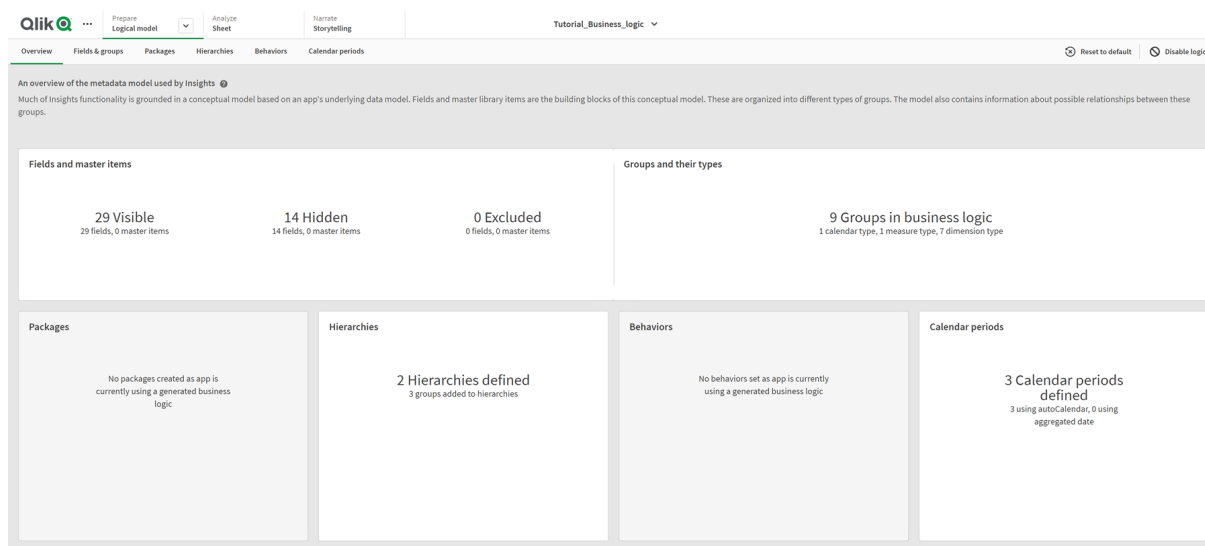 Qlik
Prepare
Logical model
Analyze
Sheet
Narrate
Storytelling
Tutorial_Business_logic
Overview
Fields & groups
Packages
Hierarchies
Behaviors
Calendar periods
Reset to default
Disable logic
An overview of the metadata model used by Insights
Much of Insights functionality is grounded in a conceptual model based on an app's underlying data model. Fields and master library items are the building blocks of this conceptual model. These are organized into different types of groups. The model also contains information about possible relationships between these
groups.
Fields and master items
29 Visible
29 fields, 0 master items
14 Hidden
14 fields, 0 master items
0 Excluded
0 fields, 0 master items
Groups and their types
9 Groups in business logic
1 calendar type, 1 measure type, 7 dimension type
Packages
No packages created as app is
currently using a generated business
logic
Hierarchies
2 Hierarchies defined
3 groups added to hierarchies
Behaviors
No behaviors set as app is currently
using a generated business logic
Calendar periods
3 Calendar periods
defined
3 using autoCalendar, 0 using
aggregated date